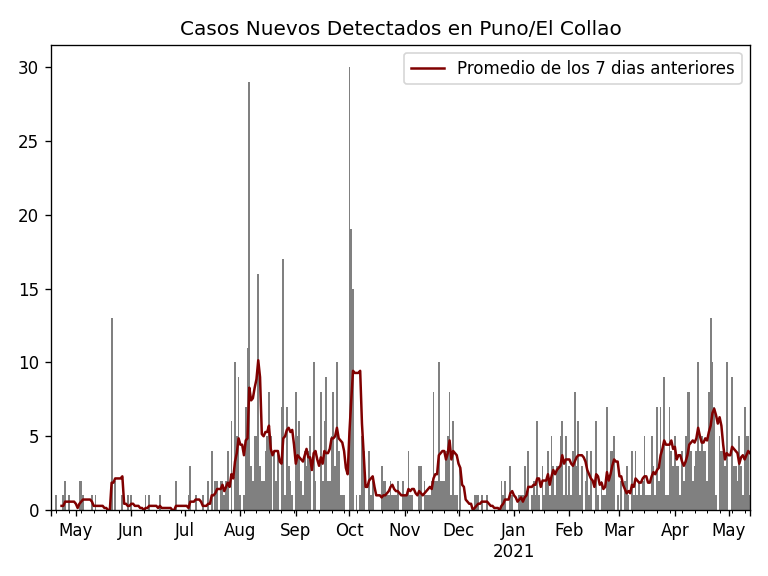 Casos Nuevos Detectados en Puno/El Collao
Promedio de los 7 dias anteriores
30
25
20
15
10
5
0
May Jun Jul Aug Sep Oct Nov Dec Jan Feb Mar Apr May
2021